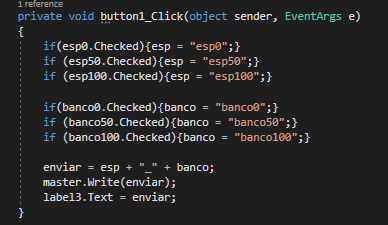 1 reference
private void button1_Click(object sender, EventArgs e)
{
if(esp0.Checked){esp = "esp0";}
if (esp50.Checked){esp = "esp50";}
if (esp100.Checked){esp = "esp100";}
if(banco0.Checked){banco = "banco0";}
if (banco50.Checked){banco = "banco50";}
if (banco100.Checked){banco = "banco100";}
enviar = esp + "_" + banco;
master.Write(enviar);
label3.Text = enviar;
}